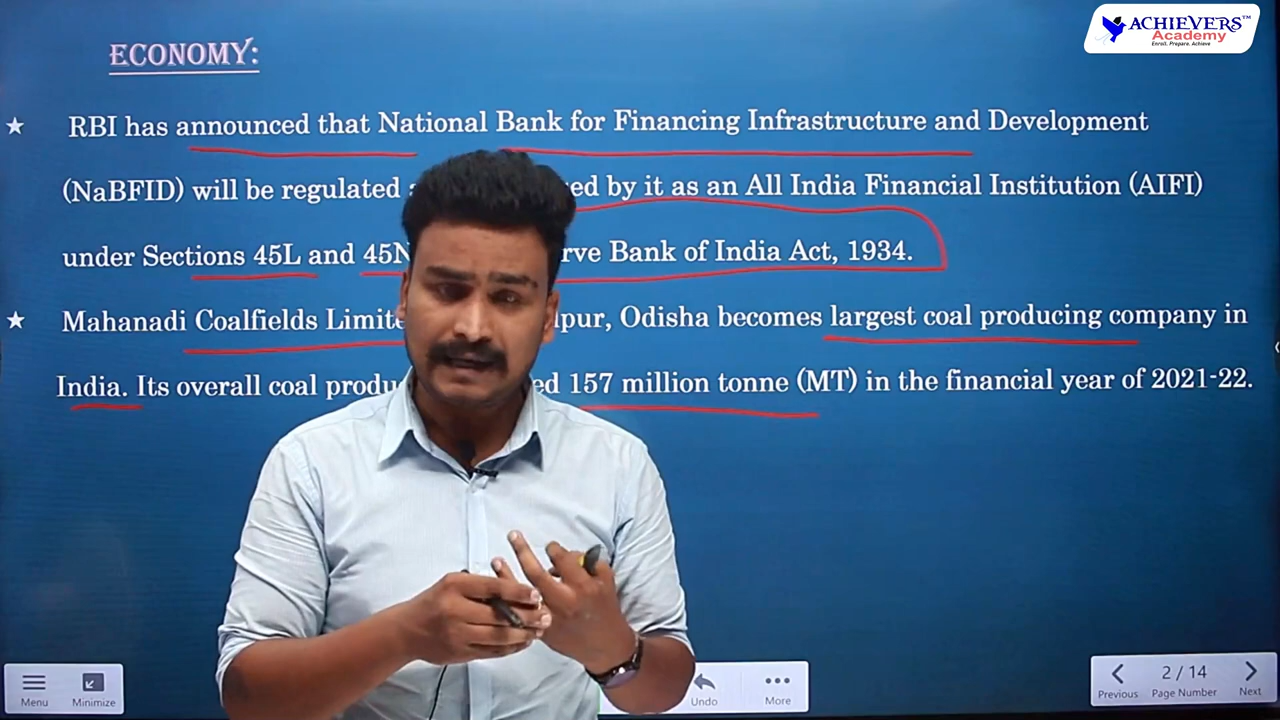 ACHIEVERS™
Academy
Enroll. Prepare. Achieve
ECONOMY:
★ RBI has announced that National Bank for Financing Infrastructure and Development
(NaBFID) will be regulated by it as an All India Financial Institution (AIFI)
under Sections 45L and 45N rve Bank of India Act, 1934.
★ Mahanadi Coalfields Limite lpur, Odisha becomes largest coal producing company in
India. Its overall coal produ ed 157 million tonne (MT) in the financial year of 2021-22.
Menu
Minimize
Undo
More
2 / 14
Previous
Page Number
Next